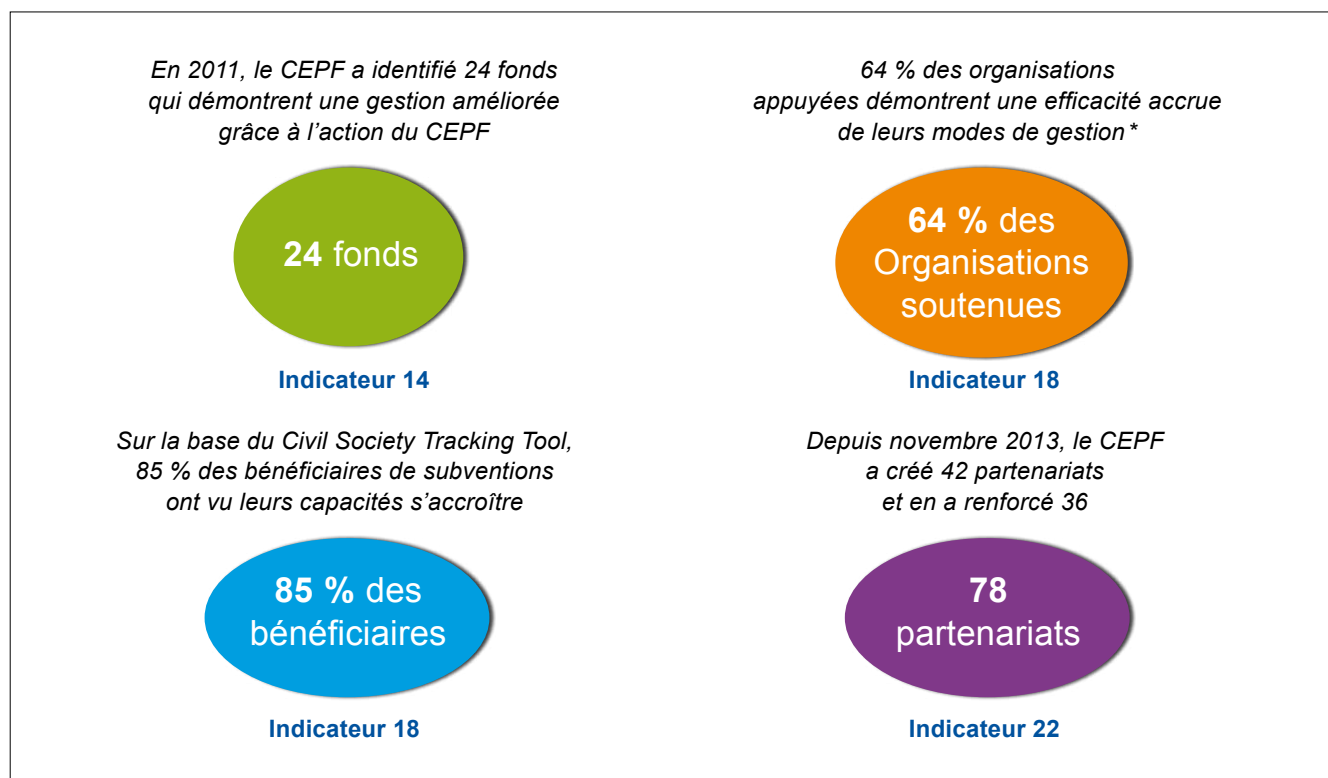 En 2011, le CEPF a identifié 24 fonds
qui démontrent une gestion améliorée
grâce à l’action du CEPF
24 fonds
Indicateur 14
64 % des organisations
appuyées démontrent une efficacité accrue
de leurs modes de gestion *
64 % des
Organisations
soutenues
Indicateur 18
Sur la base du Civil Society Tracking Tool,
85 % des bénéficiaires de subventions
ont vu leurs capacités s’accroître
85 % des
bénéficiaires
Indicateur 18
Depuis novembre 2013, le CEPF
a créé 42 partenariats
et en a renforcé 36
78
partenariats
Indicateur 22